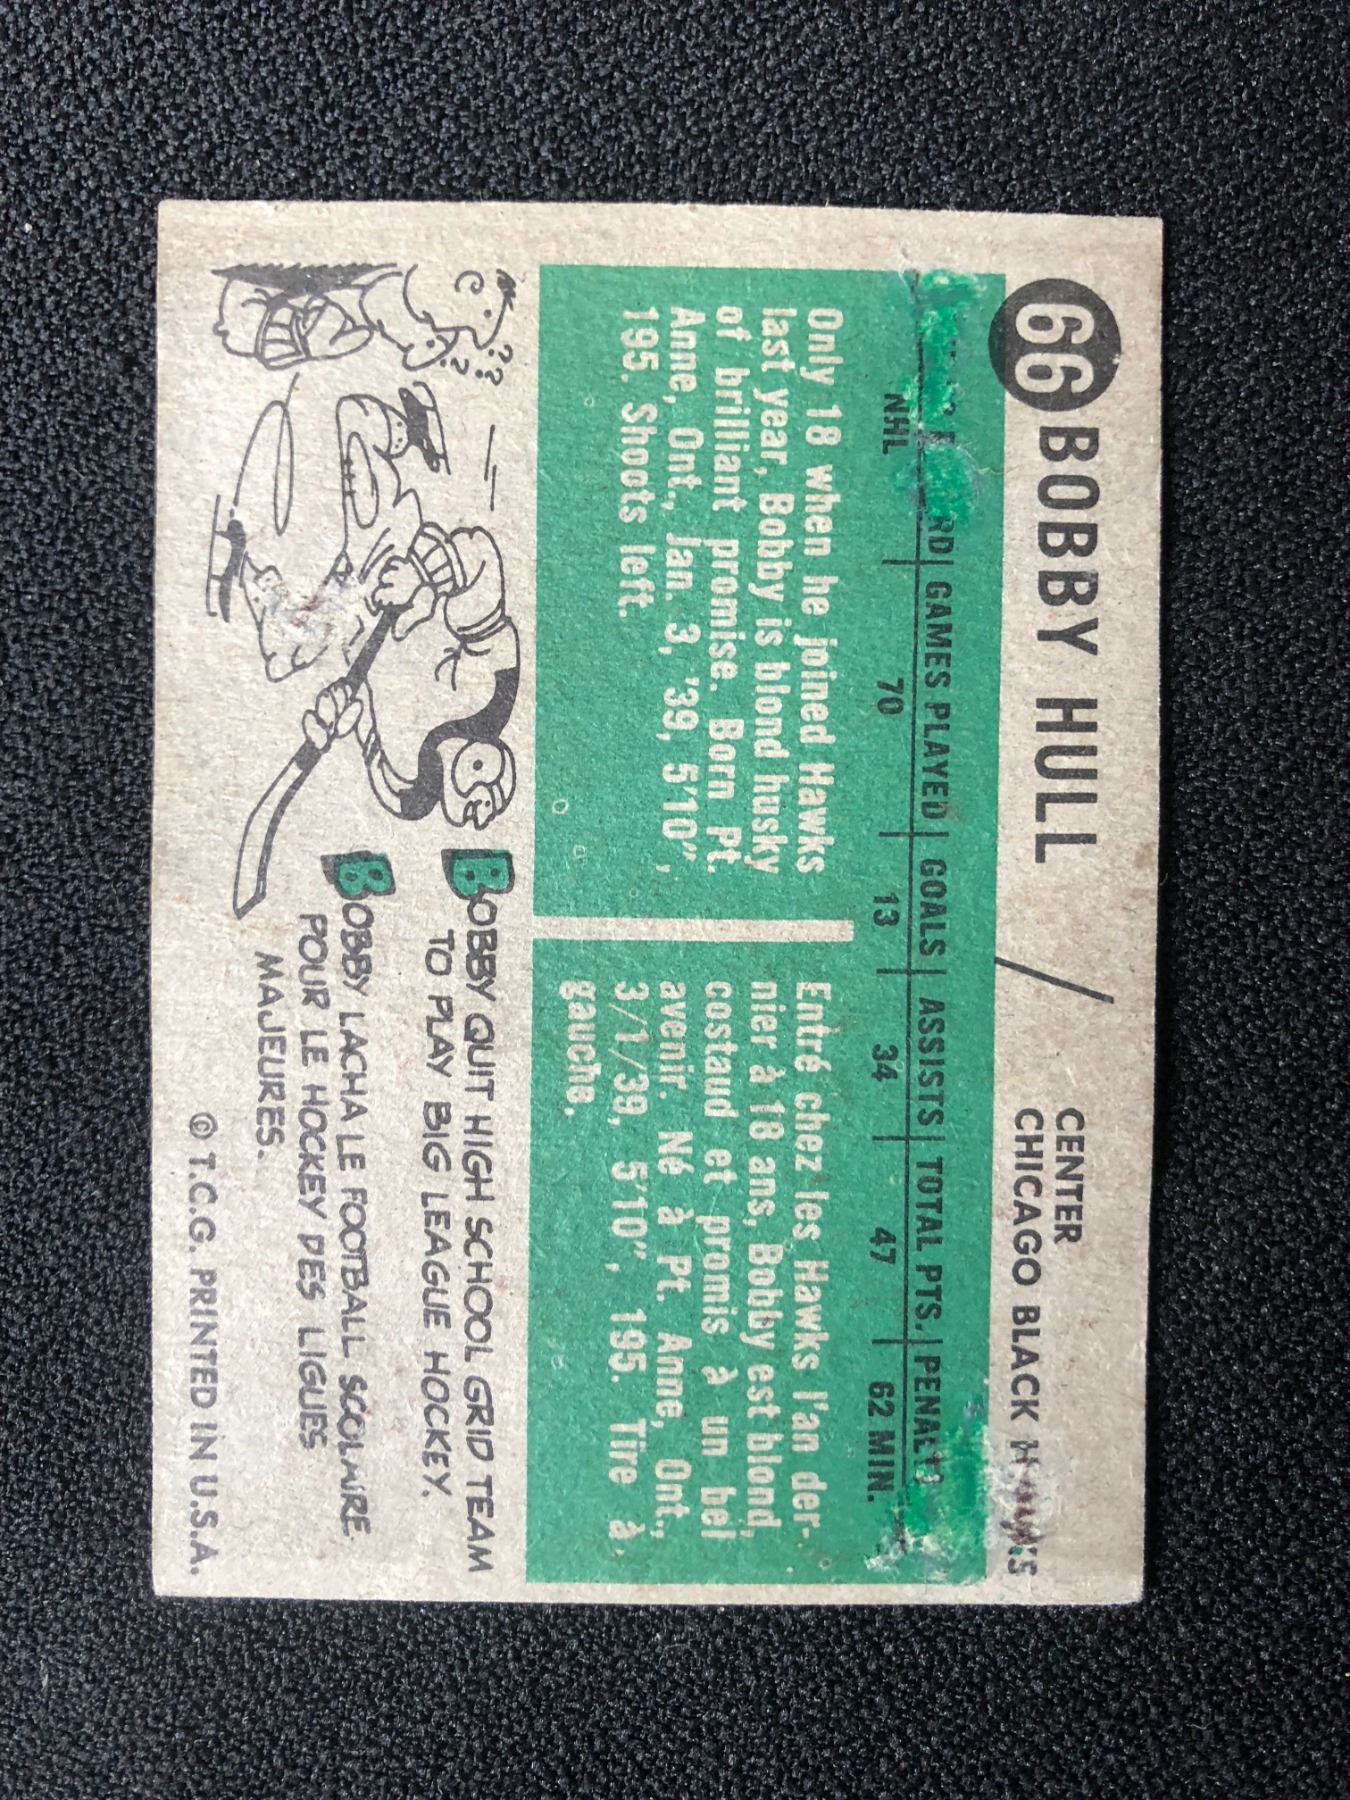 66 BOBBY HULL / CENTER
CHICAGO BLACK HAWKS
GAMES PLAYED | GOALS | ASSISTS | TOTAL PTS. |
NHL 70 13 34 47 62 MIN.
Only 18 when he joined Hawks
last year, Bobby is blond husky
of brilliant promise. Born Pt.
Anne, Ont., Jan. 3, '39, 5'10",
195. Shoots left.
Entré chez les Hawks l'an der-
nier à 18 ans, Bobby est blond,
costaud et promis à un bel
avenir. Né à Pt. Anne, Ont.,
3/1/39, 5'10", 195. Tire à
gauche.
???
BOBBY QUIT HIGH SCHOOL GRID TEAM
TO PLAY BIG LEAGUE HOCKEY.
BOBBY LACHA LE FOOTBALL SCOLAIRE
POUR LE HOCKEY DES LIGUES
MAJEURES.
© T.C.G. PRINTED IN U.S.A.